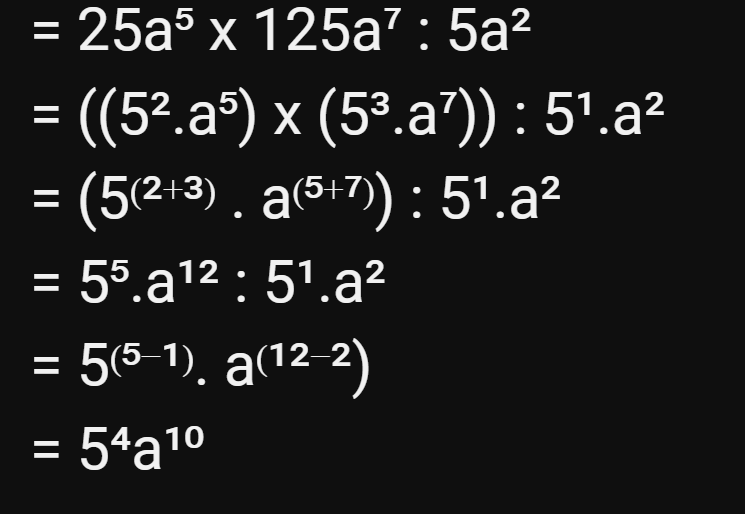 = 25a⁵ x 125a⁷ : 5a²
= ((5².a⁵) x (5³.a⁷)) : 5¹.a²
= (5⁽²⁺³⁾ . a⁽⁵⁺⁷⁾) : 5¹.a²
= 5⁵.a¹² : 5¹.a²
= 5⁽⁵⁻¹⁾. a⁽¹²⁻²)
= 5⁴a¹⁰